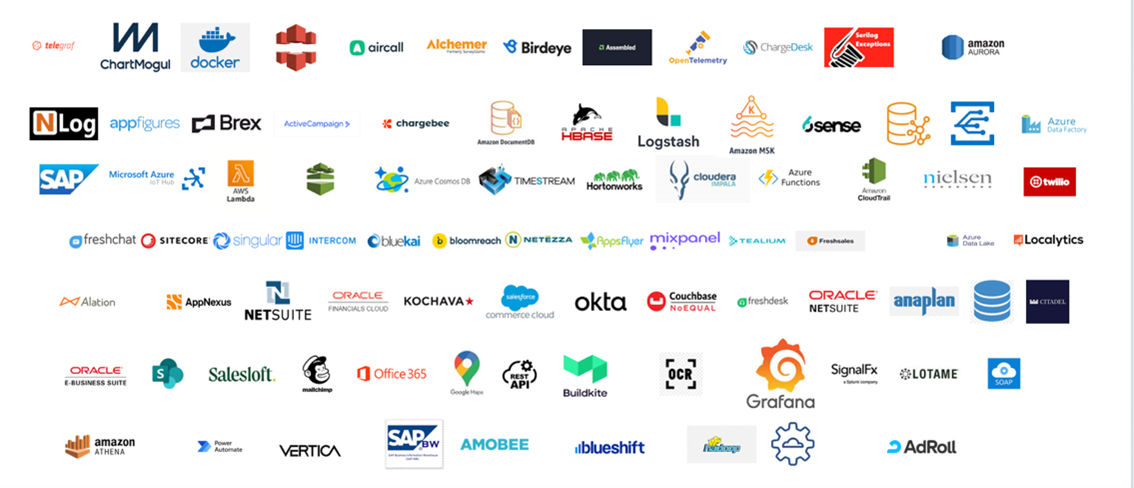 telegraf
ChartMogul
docker
aircall
Alchemer
Formerly SurveyGizmo
Birdeye
Assembled
OpenTelemetry
ChargeDesk
Serilog
Exceptions
amazon
AURORA
NLog
appfigures
Brex
ActiveCampaign >
chargebee
Amazon DocumentDB
APACHE
HBASE
Logstash
K
Amazon MSK
6sense
Azure
Data Factory
SAP
Microsoft Azure
IoT Hub
AWS
Lambda
Azure Cosmos DB
TIMESTREAM
Hortonworks
cloudera
IMPALA
Azure
Functions
Amazon
CloudTrail
nielsen
twilio
freshchat
SITECORE
singular
INTERCOM
bluekai
bloomreach
NETEZZA
AppsFlyer
mixpanel
TEALIUM
Freshsales
Azure
Data Lake
Localytics
Alation
AppNexus
N
NETSUITE
ORACLE
FINANCIALS CLOUD
KOCHAVA
salesforce
commerce cloud
okta
Couchbase
NoEQUAL
freshdesk
ORACLE
NETSUITE
anaplan
CITADEL
ORACLE
E-BUSINESS SUITE
S
Salesloft.
mailchimp
Office 365
Google Maps
REST
API
Buildkite
OCR
Grafana
SignalFx
a Splunk company
LOTAME
SOAP
amazon
ATHENA
Power
Automate
VERTICA
SAP BW
AMOBEE
blueshift
hadoop
AdRoll